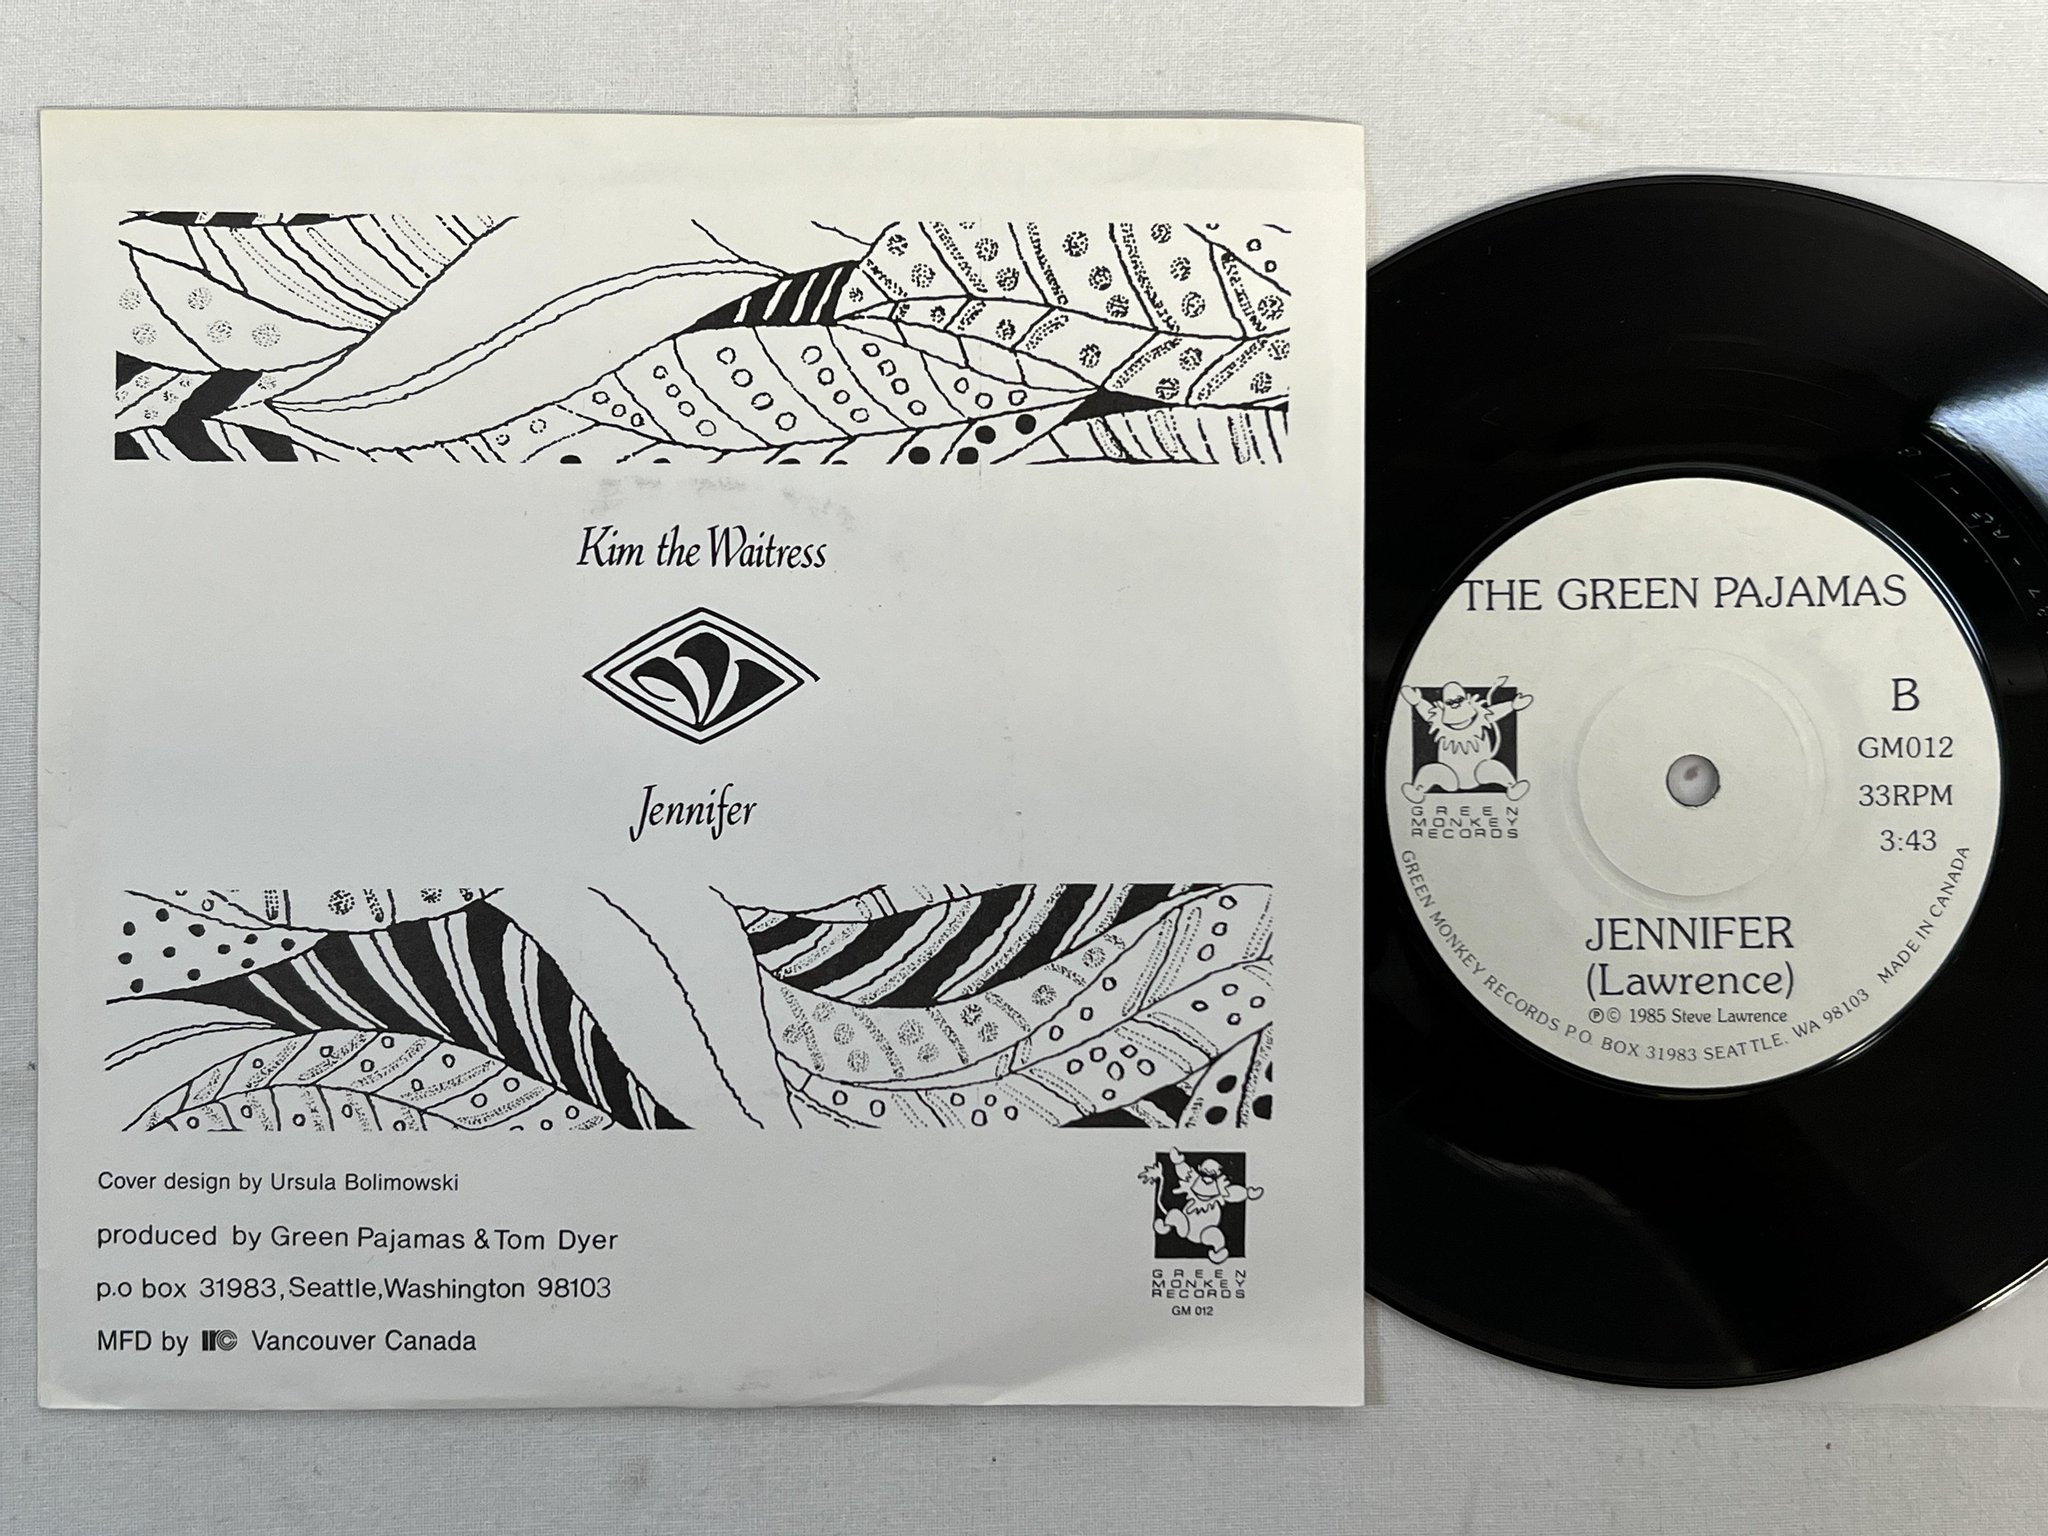 Kim the Waitress
Jennifer
Cover design by Ursula Bolimowski
produced by Green Pajamas & Tom Dyer
p.o box 31983, Seattle, Washington 98103
MFD by IRC Vancouver Canada
GREEN
MONKEY
RECORDS
GM 012
THE GREEN PAJAMAS
B
GM012
33RPM
3:43
GREEN
MONKEY
RECORDS
JENNIFER
(Lawrence)
℗© 1985 Steve Lawrence
GREEN MONKEY RECORDS P.O. BOX 31983 SEATTLE, WA 98103 MADE IN CANADA